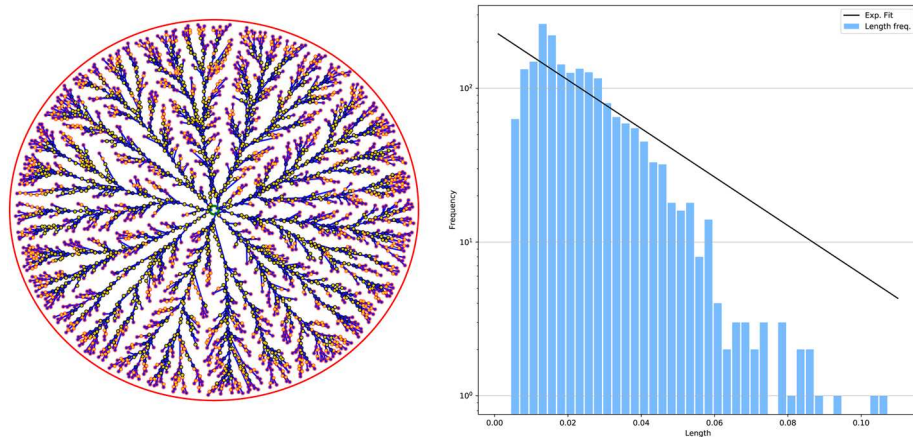 Exp. Fit
Length freq.
10²
10¹
10⁰
Frequency
0.00 0.02 0.04 0.06 0.08 0.10
Length